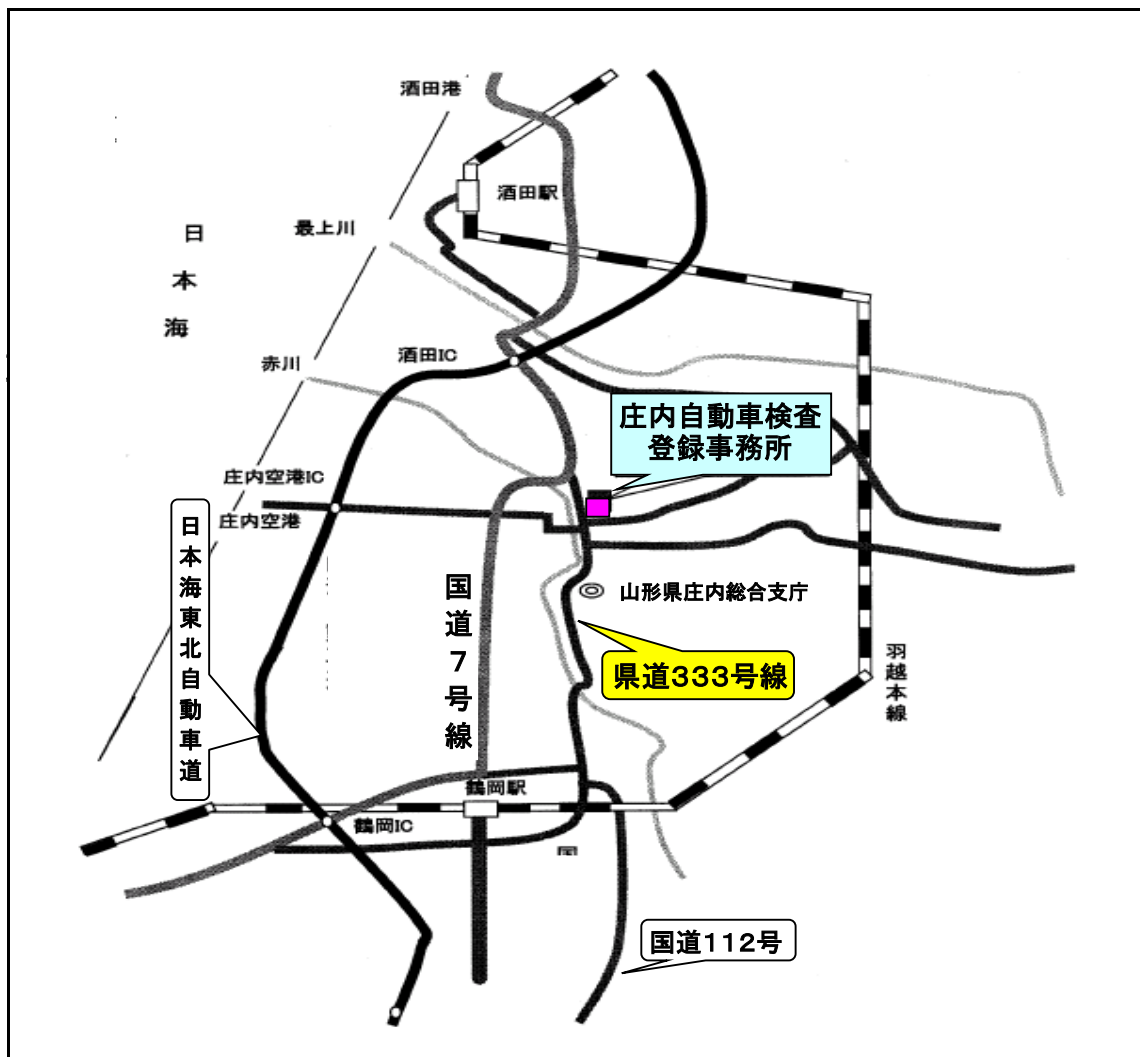 酒田港
酒田駅
最上川
日本海
赤川
酒田IC
庄内自動車検査
登録事務所
庄内空港IC
庄内空港
日本海東北自動車道
国道7号線
山形県庄内総合支庁
県道333号線
羽越本線
鶴岡駅
鶴岡IC
国道112号